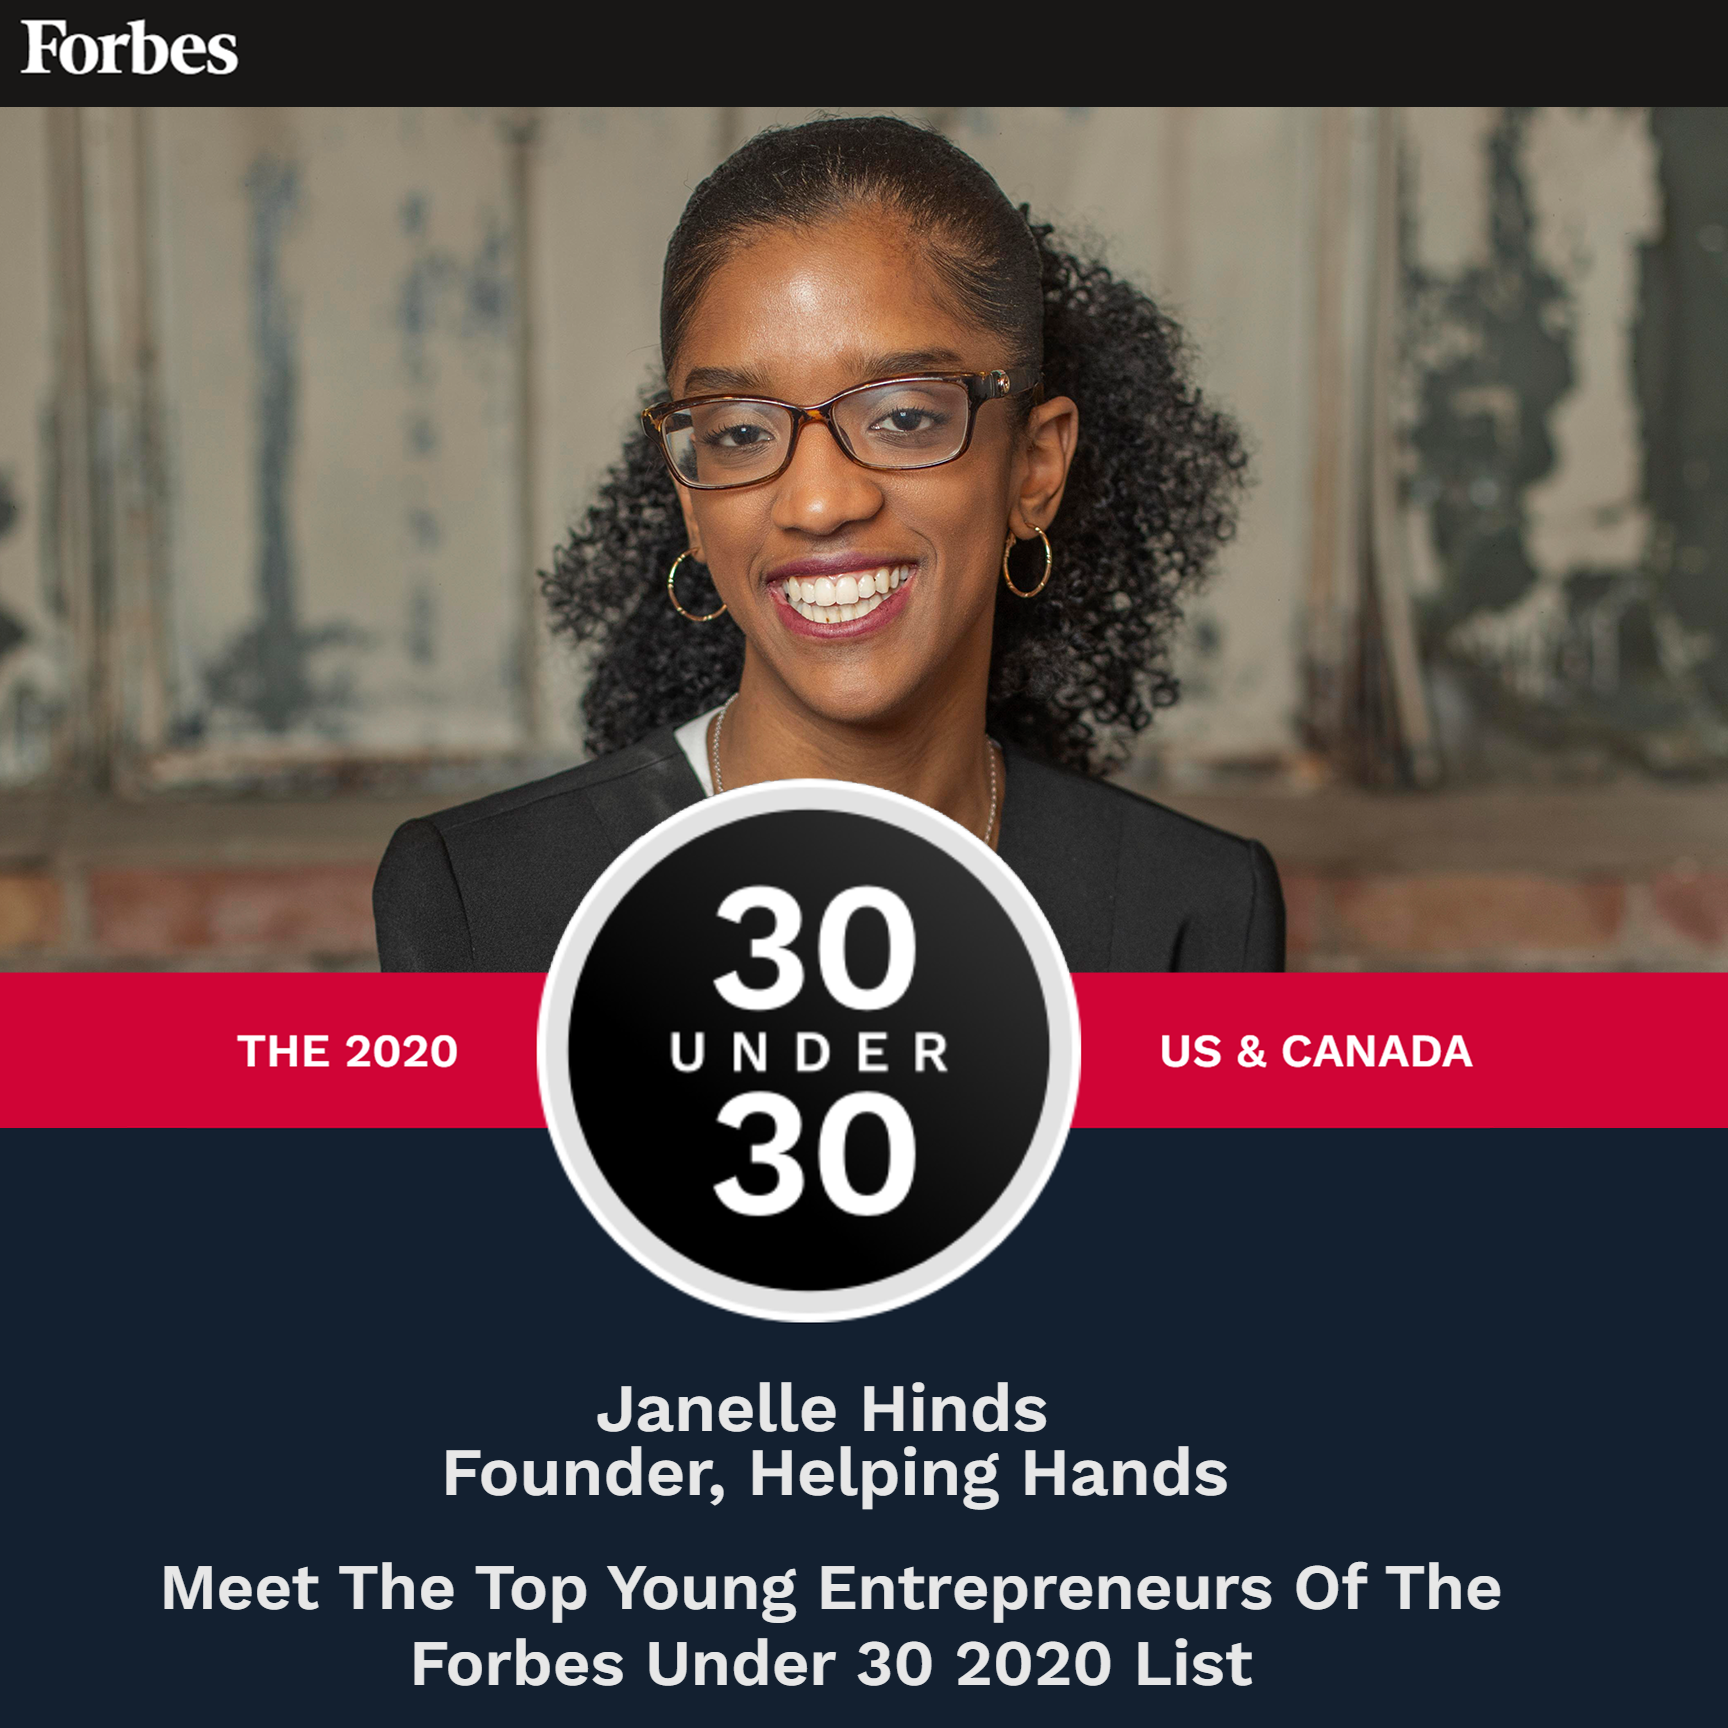 Forbes
THE 2020
30
UNDER
30
US & CANADA
Janelle Hinds
Founder, Helping Hands
Meet The Top Young Entrepreneurs Of The
Forbes Under 30 2020 List